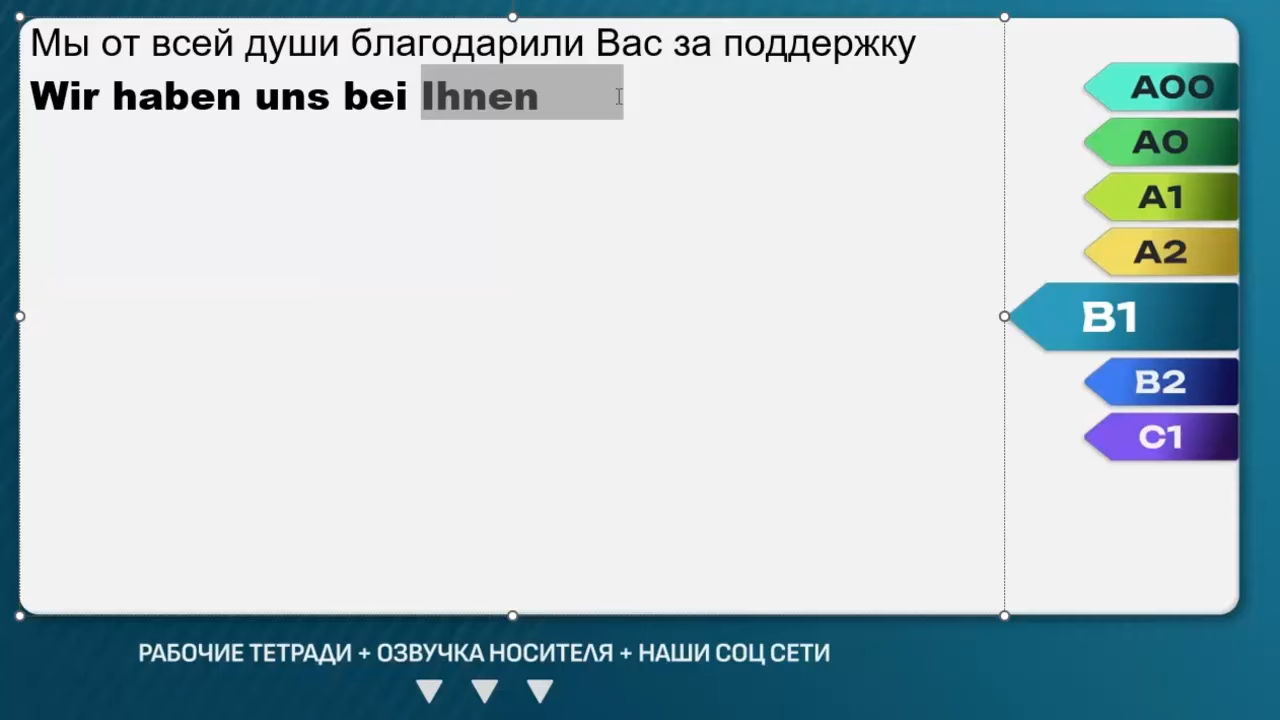 Мы от всей души благодарили Вас за поддержку
Wir haben uns bei Ihnen
A00
A0
A1
A2
B1
B2
C1
РАБОЧИЕ ТЕТРАДИ + ОЗВУЧКА НОСИТЕЛЯ + НАШИ СОЦ СЕТИ